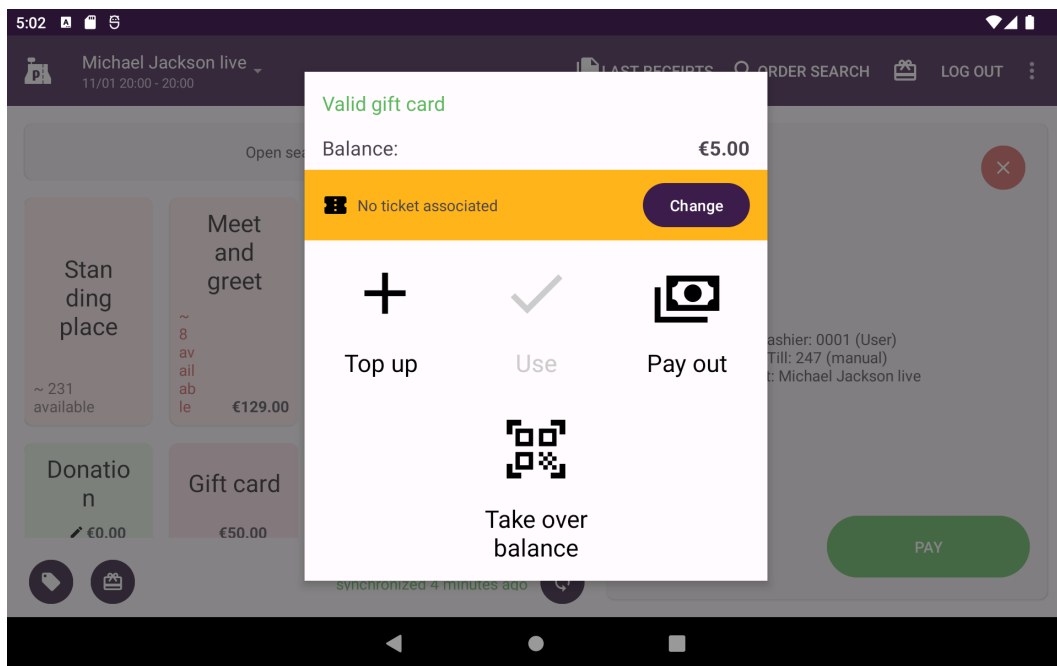 5:02
Michael Jackson live
11/01 20:00 - 20:00
LAST RECEIPTS
ORDER SEARCH
LOG OUT
Valid gift card
Balance:
€5.00
No ticket associated
Change
Top up
Use
Pay out
Take over
balance
Open sea
Stan
ding
place
~ 231
available
Meet
and
greet
~
8
av
ail
ab
le
€129.00
Donatio
n
€0.00
Gift card
€50.00
ashier: 0001 (User)
Till: 247 (manual)
t: Michael Jackson live
PAY
synchronized 4 minutes ago